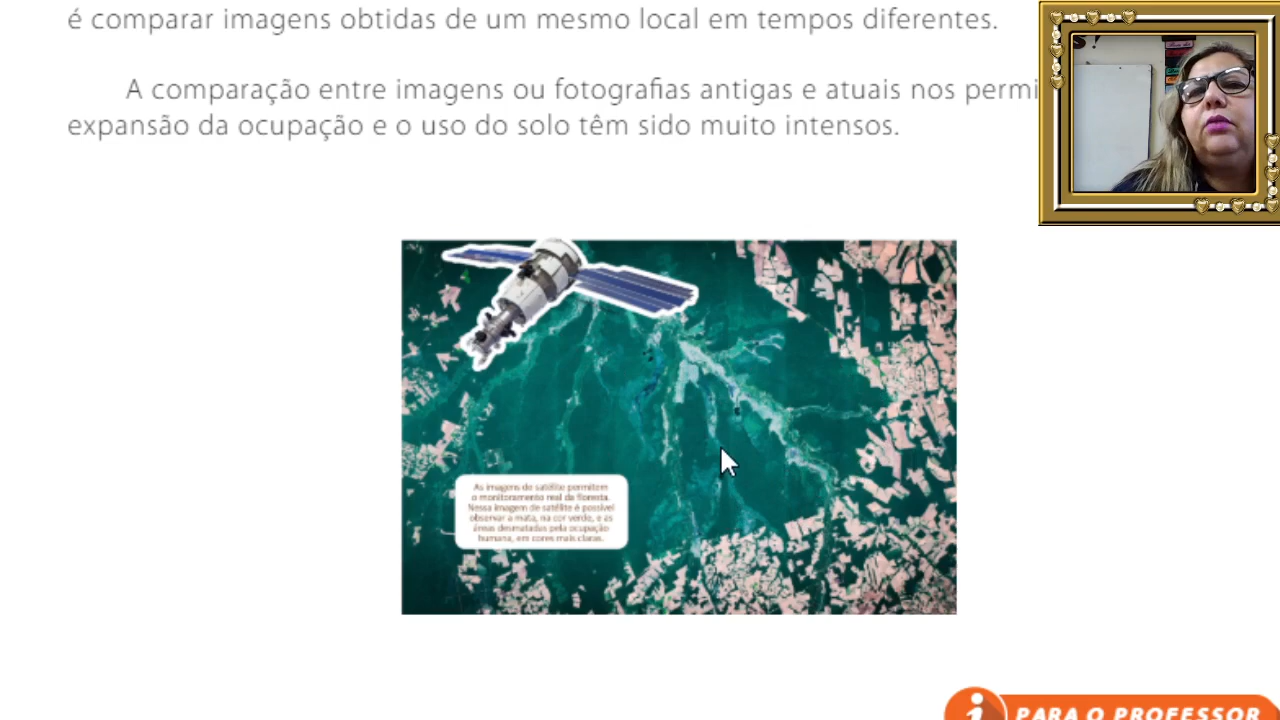 é comparar imagens obtidas de um mesmo local em tempos diferentes.
A comparação entre imagens ou fotografias antigas e atuais nos permi
expansão da ocupação e o uso do solo têm sido muito intensos.
As imagens de satélite permitem
o monitoramento real da floresta.
Nessa imagem de satélite é possível
observar a mata, na cor verde, e as
áreas desmatadas pela ocupação
humana, em cores mais claras.
i PARA O PROFESSOR